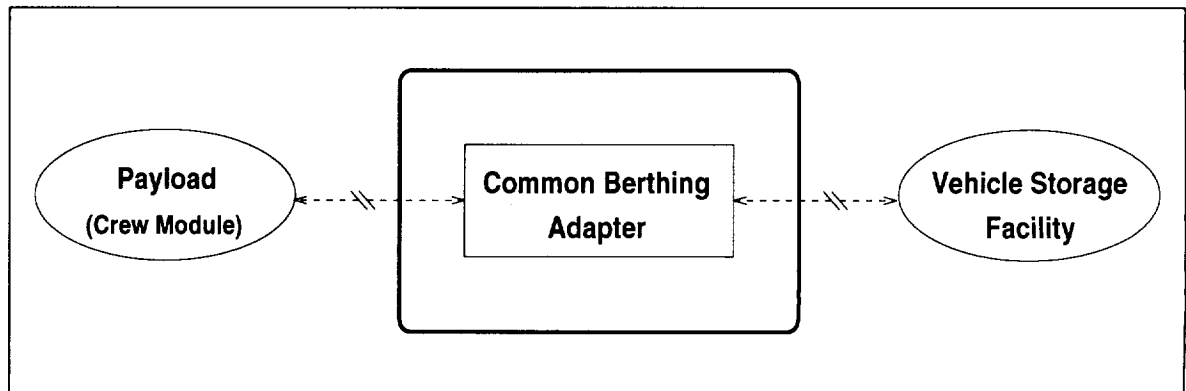 Payload
(Crew Module)
Common Berthing
Adapter
Vehicle Storage
Facility